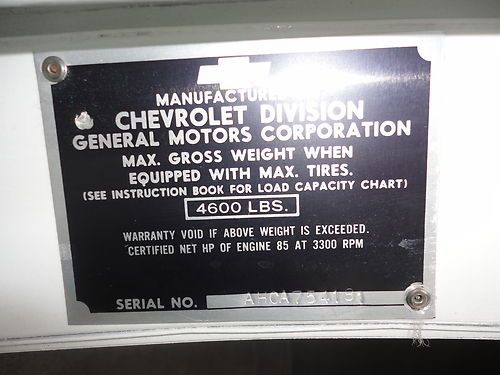 MANUFACTURED
CHEVROLET DIVISION
GENERAL MOTORS CORPORATION
MAX. GROSS WEIGHT WHEN
EQUIPPED WITH MAX. TIRES.
(SEE INSTRUCTION BOOK FOR LOAD CAPACITY CHART)
4600 LBS.
WARRANTY VOID IF ABOVE WEIGHT IS EXCEEDED.
CERTIFIED NET HP OF ENGINE 85 AT 3300 RPM
SERIAL NO.